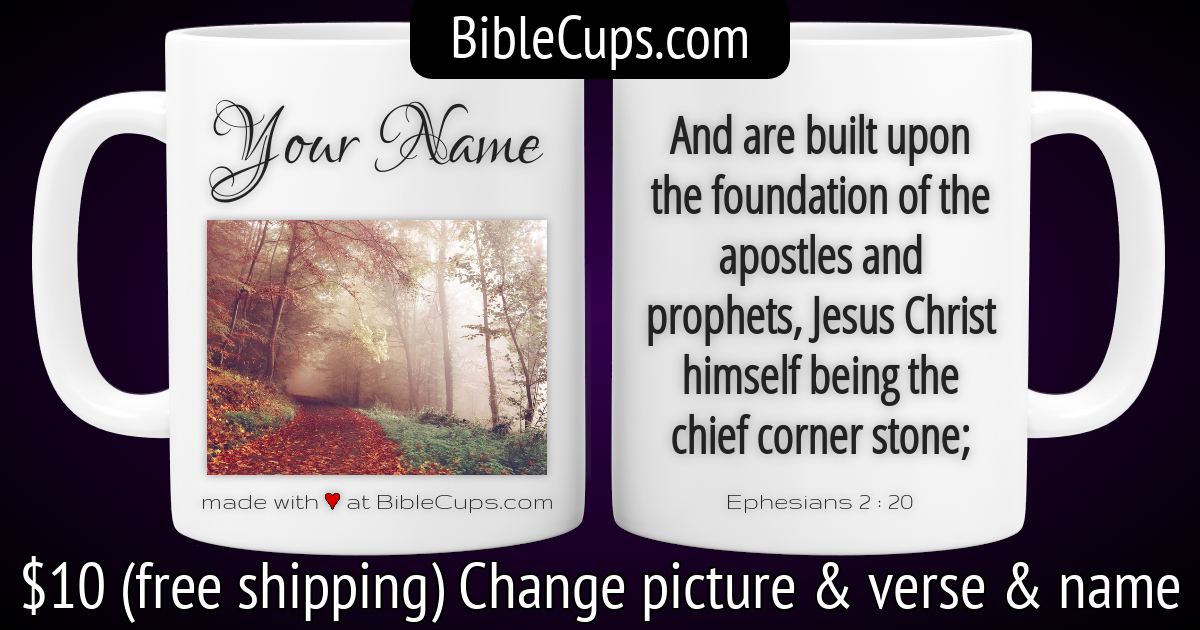 BibleCups.com
Your Name
made with ♥ at BibleCups.com
And are built upon
the foundation of the
apostles and
prophets, Jesus Christ
himself being the
chief corner stone;
Ephesians 2 : 20
$10 (free shipping) Change picture & verse & name